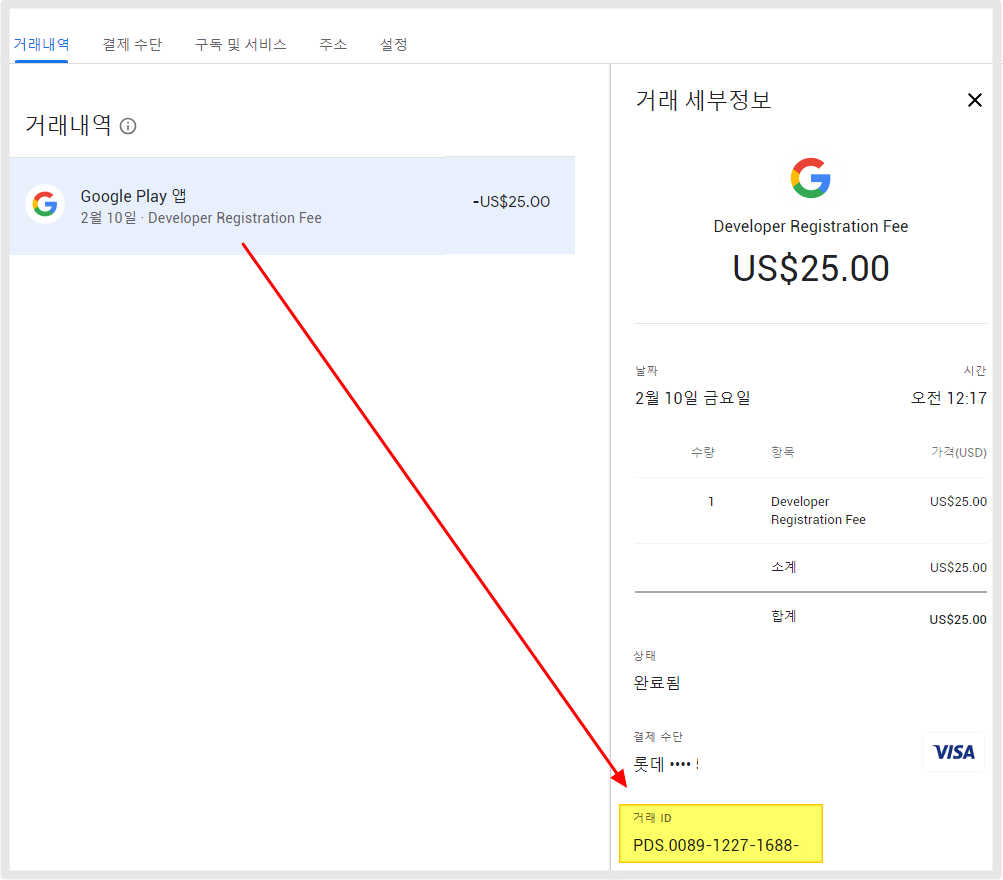 거래내역 결제 수단 구독 및 서비스 주소 설정
거래내역
Google Play 앱
2월 10일 · Developer Registration Fee
-US$25.00
거래 세부정보
Developer Registration Fee
US$25.00
날짜 시간
2월 10일 금요일 오전 12:17
수량 항목 가격(USD)
1 Developer US$25.00
Registration Fee
소계 US$25.00
합계 US$25.00
상태
완료됨
결제 수단
VISA
롯데 ••••
거래 ID
PDS.0089-1227-1688-